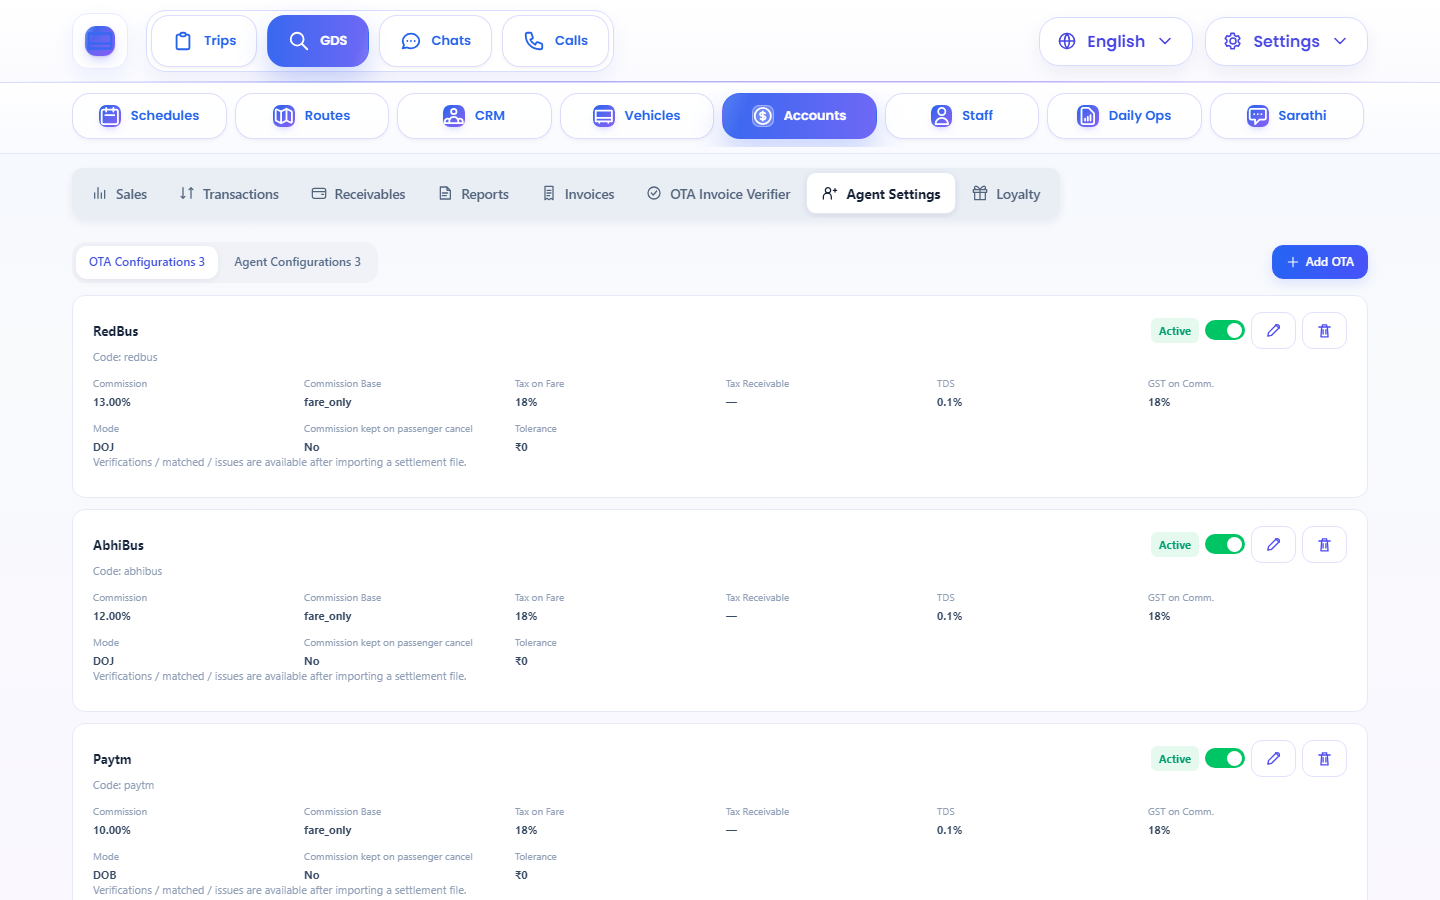 Trips GDS Chats Calls English Settings
Schedules Routes CRM Vehicles Accounts Staff Daily Ops Sarathi
Sales Transactions Receivables Reports Invoices OTA Invoice Verifier Agent Settings Loyalty
OTA Configurations 3 Agent Configurations 3 Add OTA
RedBus Active
Code: redbus
Commission Commission Base Tax on Fare Tax Receivable TDS GST on Comm.
13.00% fare_only 18% — 0.1% 18%
Mode Commission kept on passenger cancel Tolerance
DOJ No ₹0
Verifications / matched / issues are available after importing a settlement file.
AbhiBus Active
Code: abhibus
Commission Commission Base Tax on Fare Tax Receivable TDS GST on Comm.
12.00% fare_only 18% — 0.1% 18%
Mode Commission kept on passenger cancel Tolerance
DOJ No ₹0
Verifications / matched / issues are available after importing a settlement file.
Paytm Active
Code: paytm
Commission Commission Base Tax on Fare Tax Receivable TDS GST on Comm.
10.00% fare_only 18% — 0.1% 18%
Mode Commission kept on passenger cancel Tolerance
DOB No ₹0
Verifications / matched / issues are available after importing a settlement file.